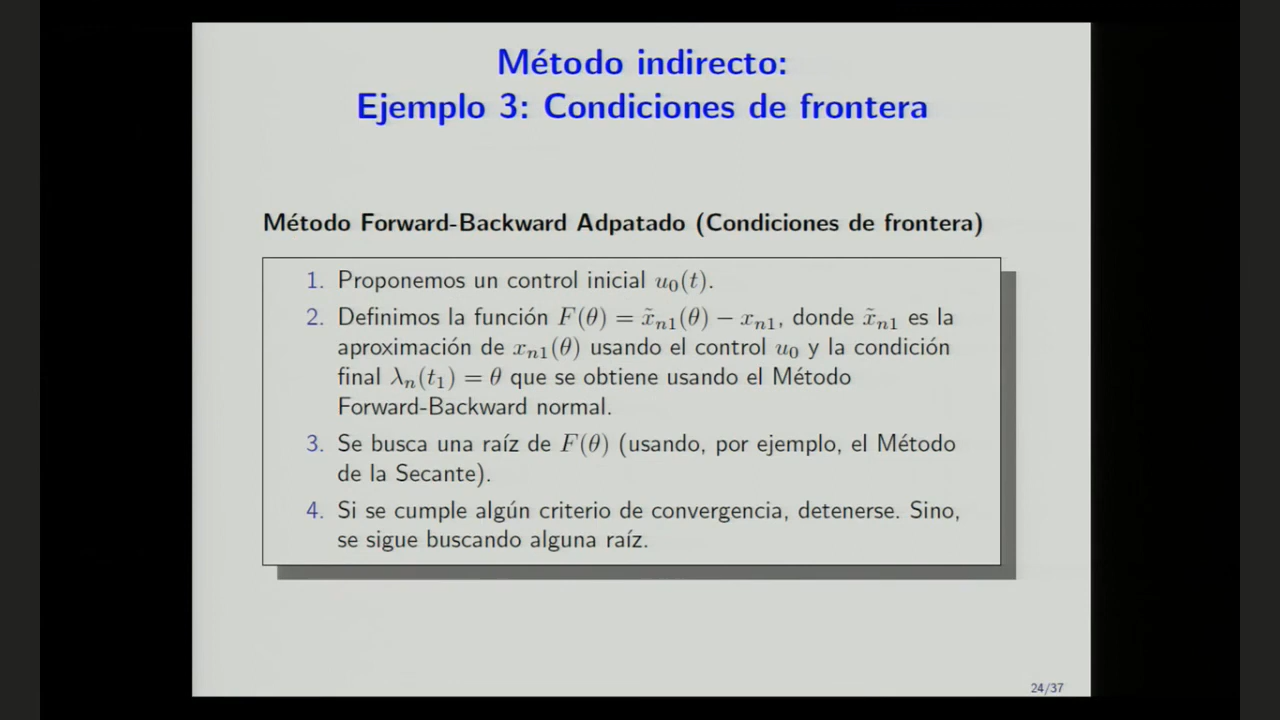 Método indirecto:
Ejemplo 3: Condiciones de frontera
Método Forward-Backward Adpatado (Condiciones de frontera)
1. Proponemos un control inicial u₀(t).
2. Definimos la función F(θ) = x̃ₙ₁(θ) − xₙ₁, donde x̃ₙ₁ es la
aproximación de xₙ₁(θ) usando el control u₀ y la condición
final λₙ(t₁) = θ que se obtiene usando el Método
Forward-Backward normal.
3. Se busca una raíz de F(θ) (usando, por ejemplo, el Método
de la Secante).
4. Si se cumple algún criterio de convergencia, detenerse. Sino,
se sigue buscando alguna raíz.
24/37